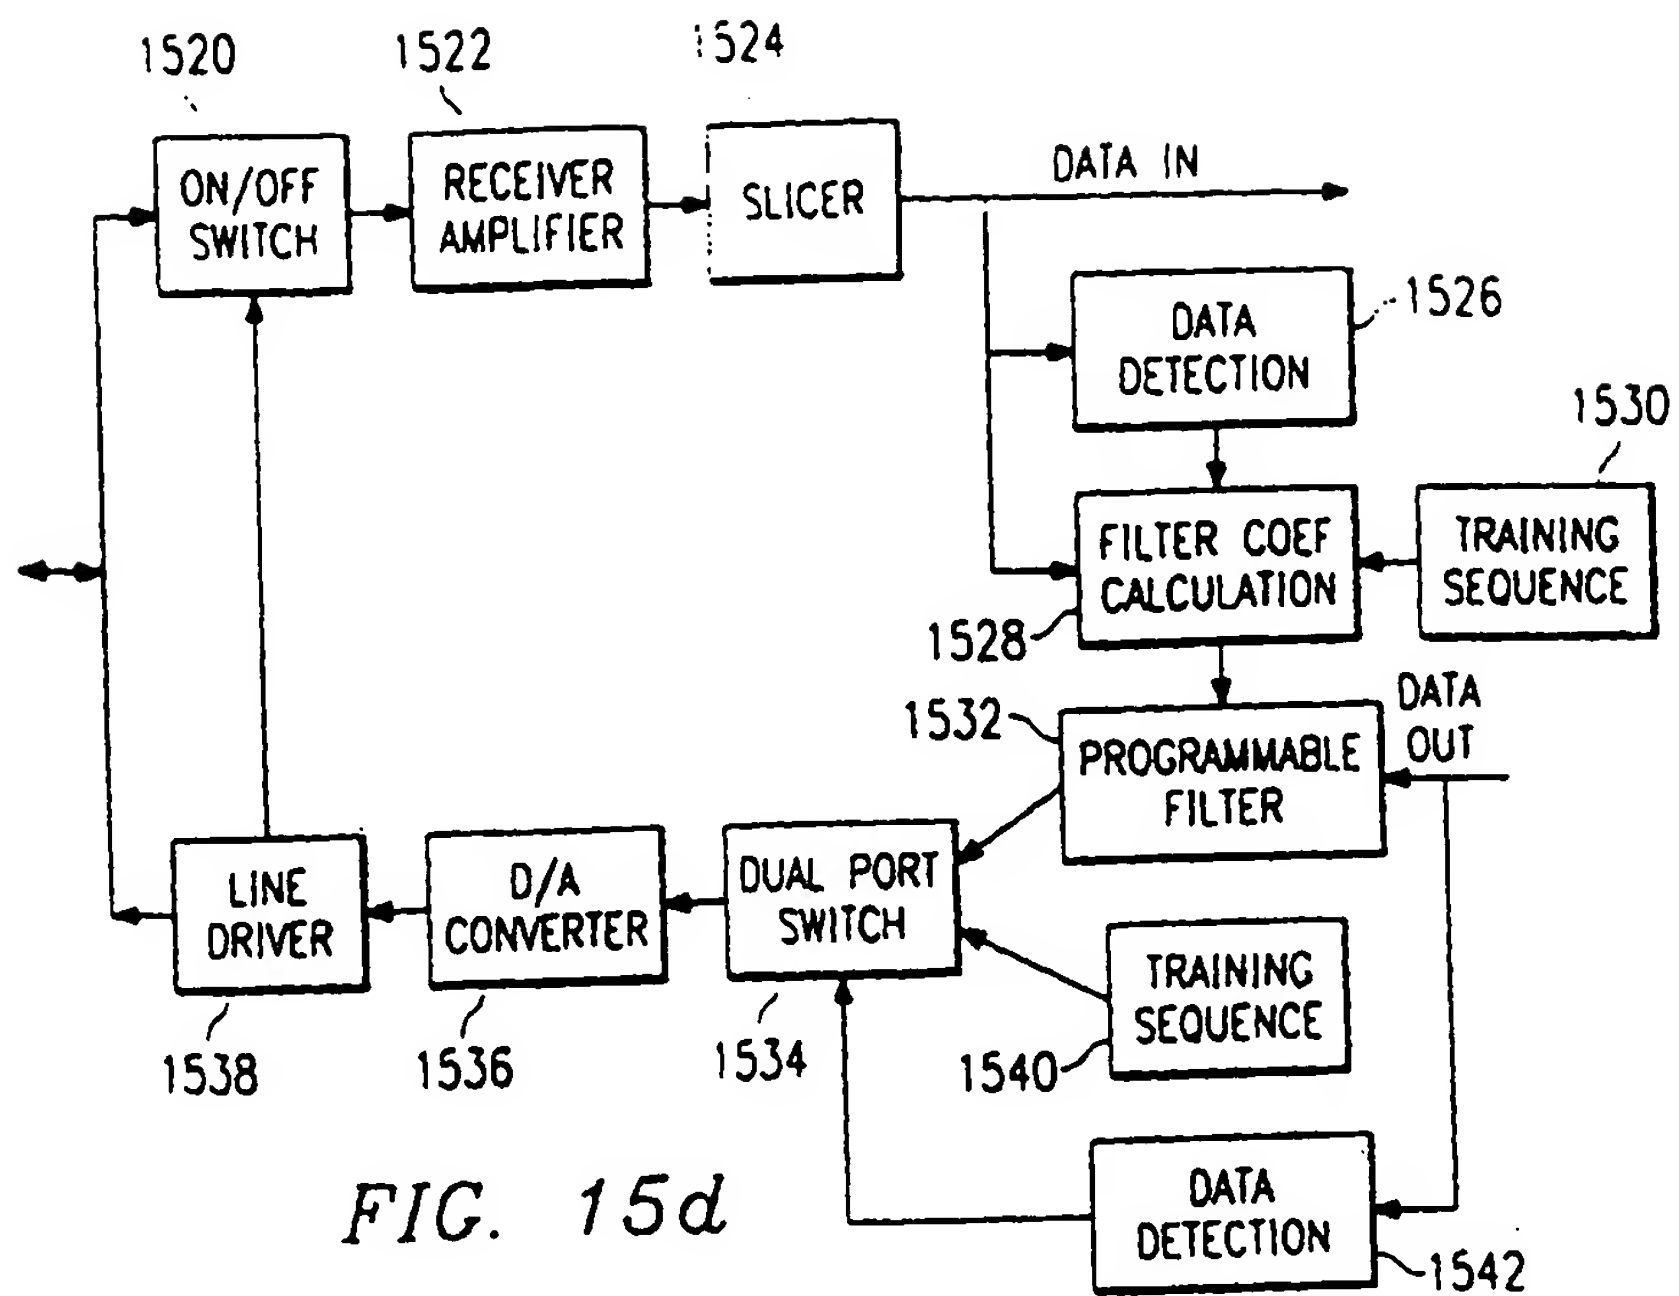 1520
1522
1524
ON/OFF
SWITCH
RECEIVER
AMPLIFIER
SLICER
DATA IN
DATA
DETECTION
1526
1530
FILTER COEF
CALCULATION
TRAINING
SEQUENCE
1528
1532
DATA
OUT
PROGRAMMABLE
FILTER
LINE
DRIVER
D/A
CONVERTER
DUAL PORT
SWITCH
TRAINING
SEQUENCE
1538
1536
1534
1540
DATA
DETECTION
1542
FIG. 15d